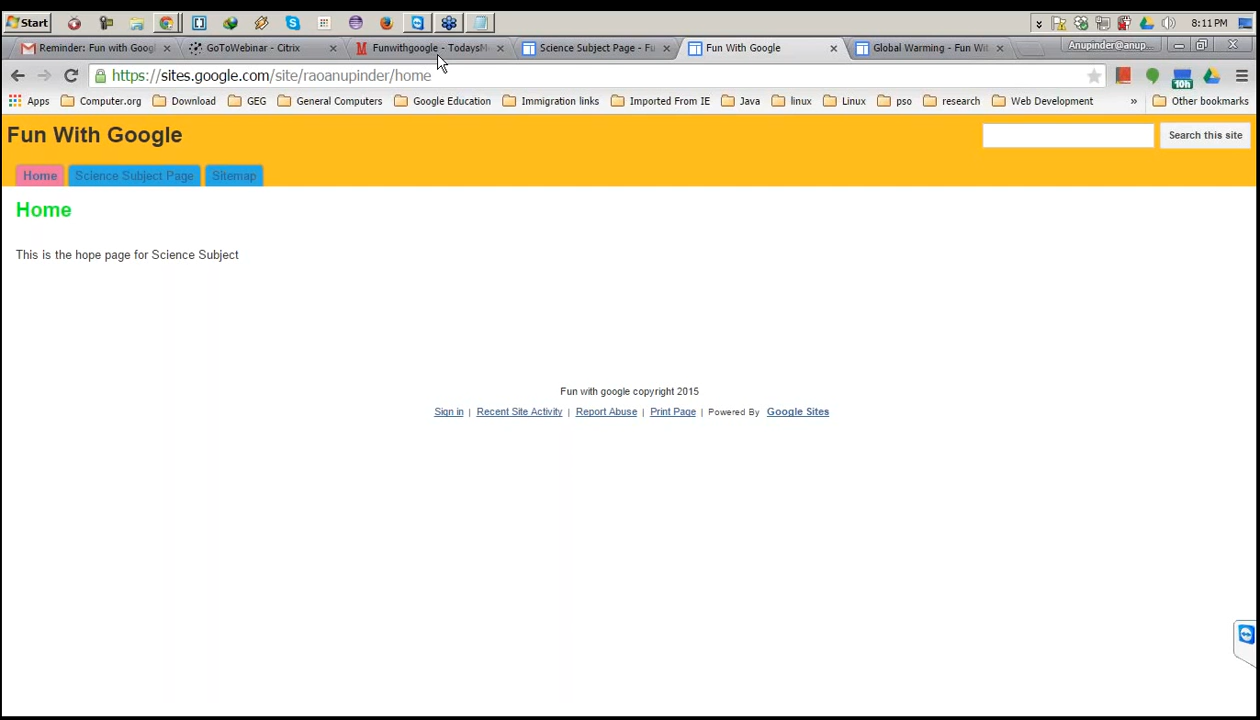 Start
8:11 PM
Reminder: Fun with Googl
GoToWebinar - Citrix
Funwithgoogle - TodaysM
Science Subject Page - Fu
Fun With Google
Global Warming - Fun Wit
Anupinder@anup...
https://sites.google.com/site/raoanupinder/home
10h
Apps
Computer.org
Download
GEG
General Computers
Google Education
Immigration links
Imported From IE
Java
linux
Linux
pso
research
Web Development
»
Other bookmarks
Fun With Google
Search this site
Home
Science Subject Page
Sitemap
Home
This is the hope page for Science Subject
Fun with google copyright 2015
Sign in | Recent Site Activity | Report Abuse | Print Page | Powered By Google Sites